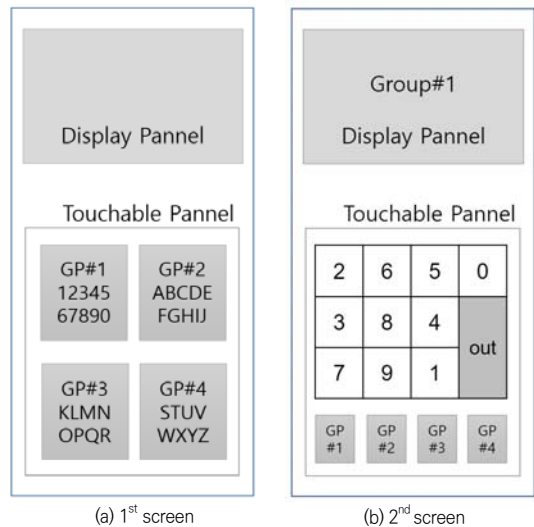 Display Pannel
Touchable Pannel
GP#1
12345
67890
GP#2
ABCDE
FGHIJ
GP#3
KLMN
OPQR
GP#4
STUV
WXYZ
(a) 1st screen
Group#1
Display Pannel
Touchable Pannel
2 6 5 0
3 8 4
out
7 9 1
GP
#1
GP
#2
GP
#3
GP
#4
(b) 2nd screen